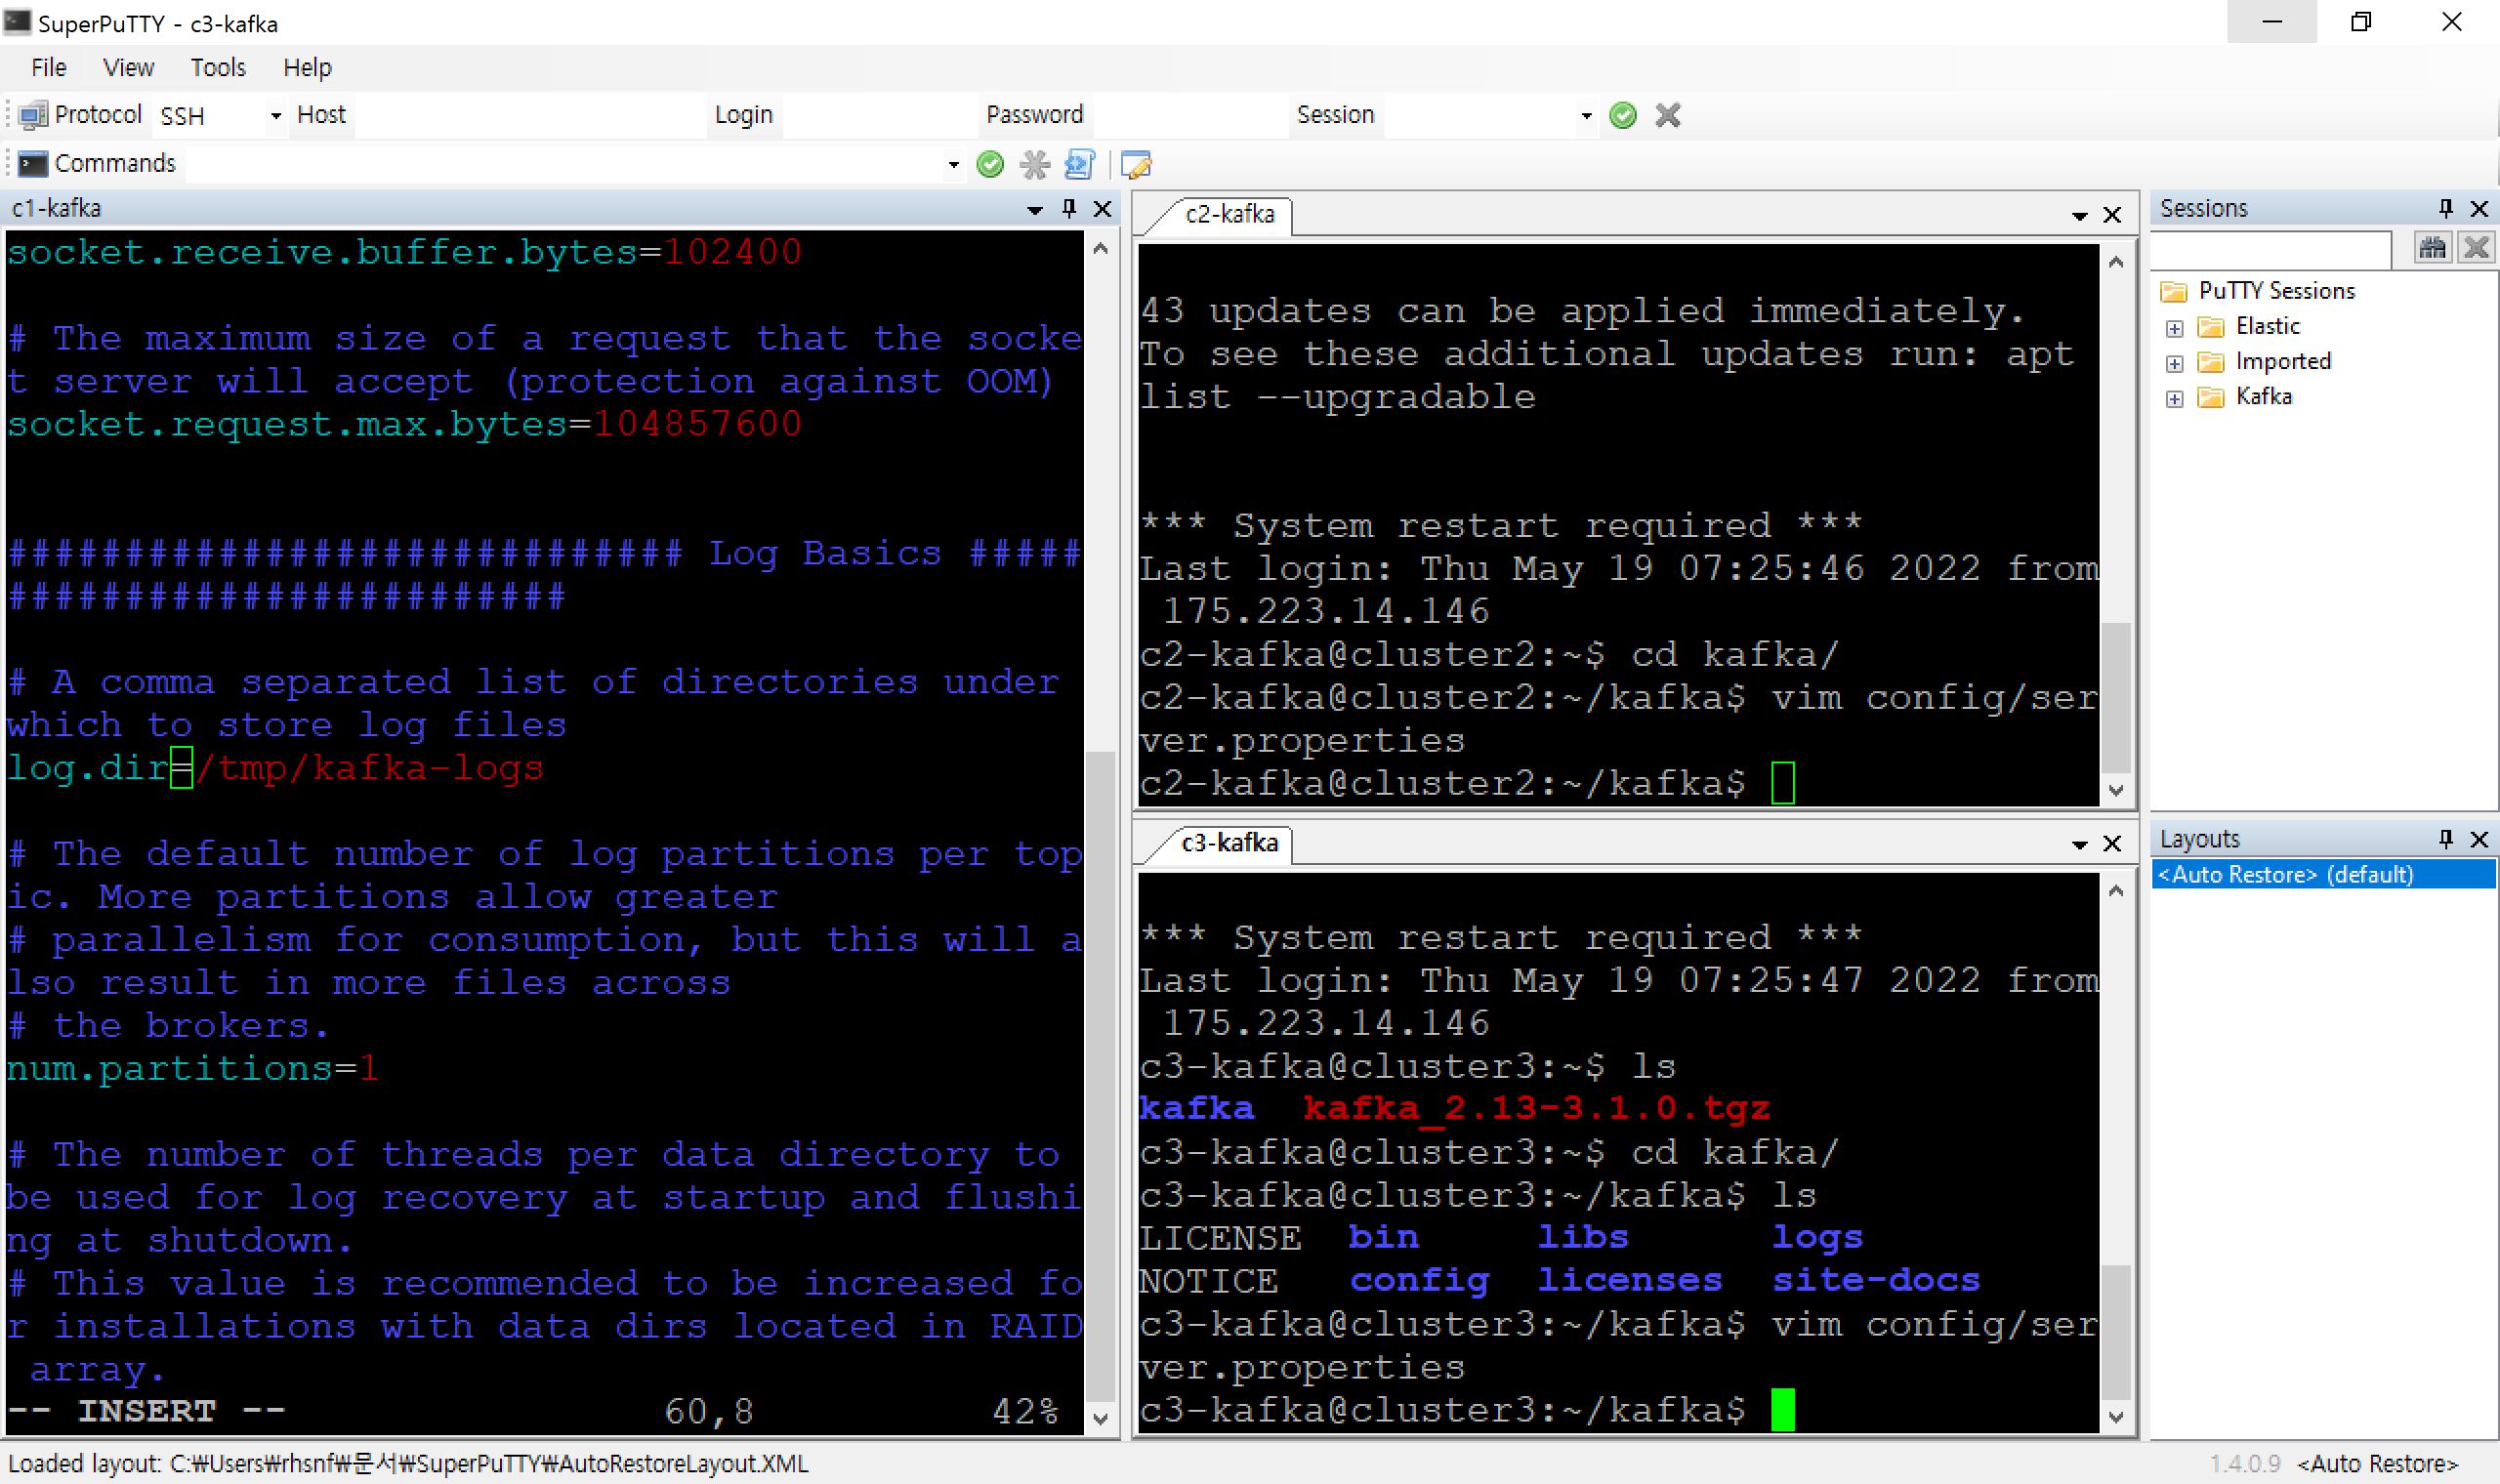 SuperPuTTY - c3-kafka
File View Tools Help
Protocol SSH Host Login Password Session
Commands
c1-kafka
socket.receive.buffer.bytes=102400
# The maximum size of a request that the socke
t server will accept (protection against OOM)
socket.request.max.bytes=104857600
############################# Log Basics #####
########################
# A comma separated list of directories under
which to store log files
log.dir=/tmp/kafka-logs
# The default number of log partitions per top
ic. More partitions allow greater
# parallelism for consumption, but this will a
lso result in more files across
# the brokers.
num.partitions=1
# The number of threads per data directory to
be used for log recovery at startup and flushi
ng at shutdown.
# This value is recommended to be increased fo
r installations with data dirs located in RAID
array.
-- INSERT -- 60,8 42%
c2-kafka
43 updates can be applied immediately.
To see these additional updates run: apt
list --upgradable
*** System restart required ***
Last login: Thu May 19 07:25:46 2022 from
175.223.14.146
c2-kafka@cluster2:~$ cd kafka/
c2-kafka@cluster2:~/kafka$ vim config/ser
ver.properties
c2-kafka@cluster2:~/kafka$
c3-kafka
*** System restart required ***
Last login: Thu May 19 07:25:47 2022 from
175.223.14.146
c3-kafka@cluster3:~$ ls
kafka kafka_2.13-3.1.0.tgz
c3-kafka@cluster3:~$ cd kafka/
c3-kafka@cluster3:~/kafka$ ls
LICENSE bin libs logs
NOTICE config licenses site-docs
c3-kafka@cluster3:~/kafka$ vim config/ser
ver.properties
c3-kafka@cluster3:~/kafka$
Sessions
PuTTY Sessions
Elastic
Imported
Kafka
Layouts
<Auto Restore> (default)
Loaded layout: C:₩Users₩rhsnf₩문서₩SuperPuTTY₩AutoRestoreLayout.XML
1.4.0.9 <Auto Restore>